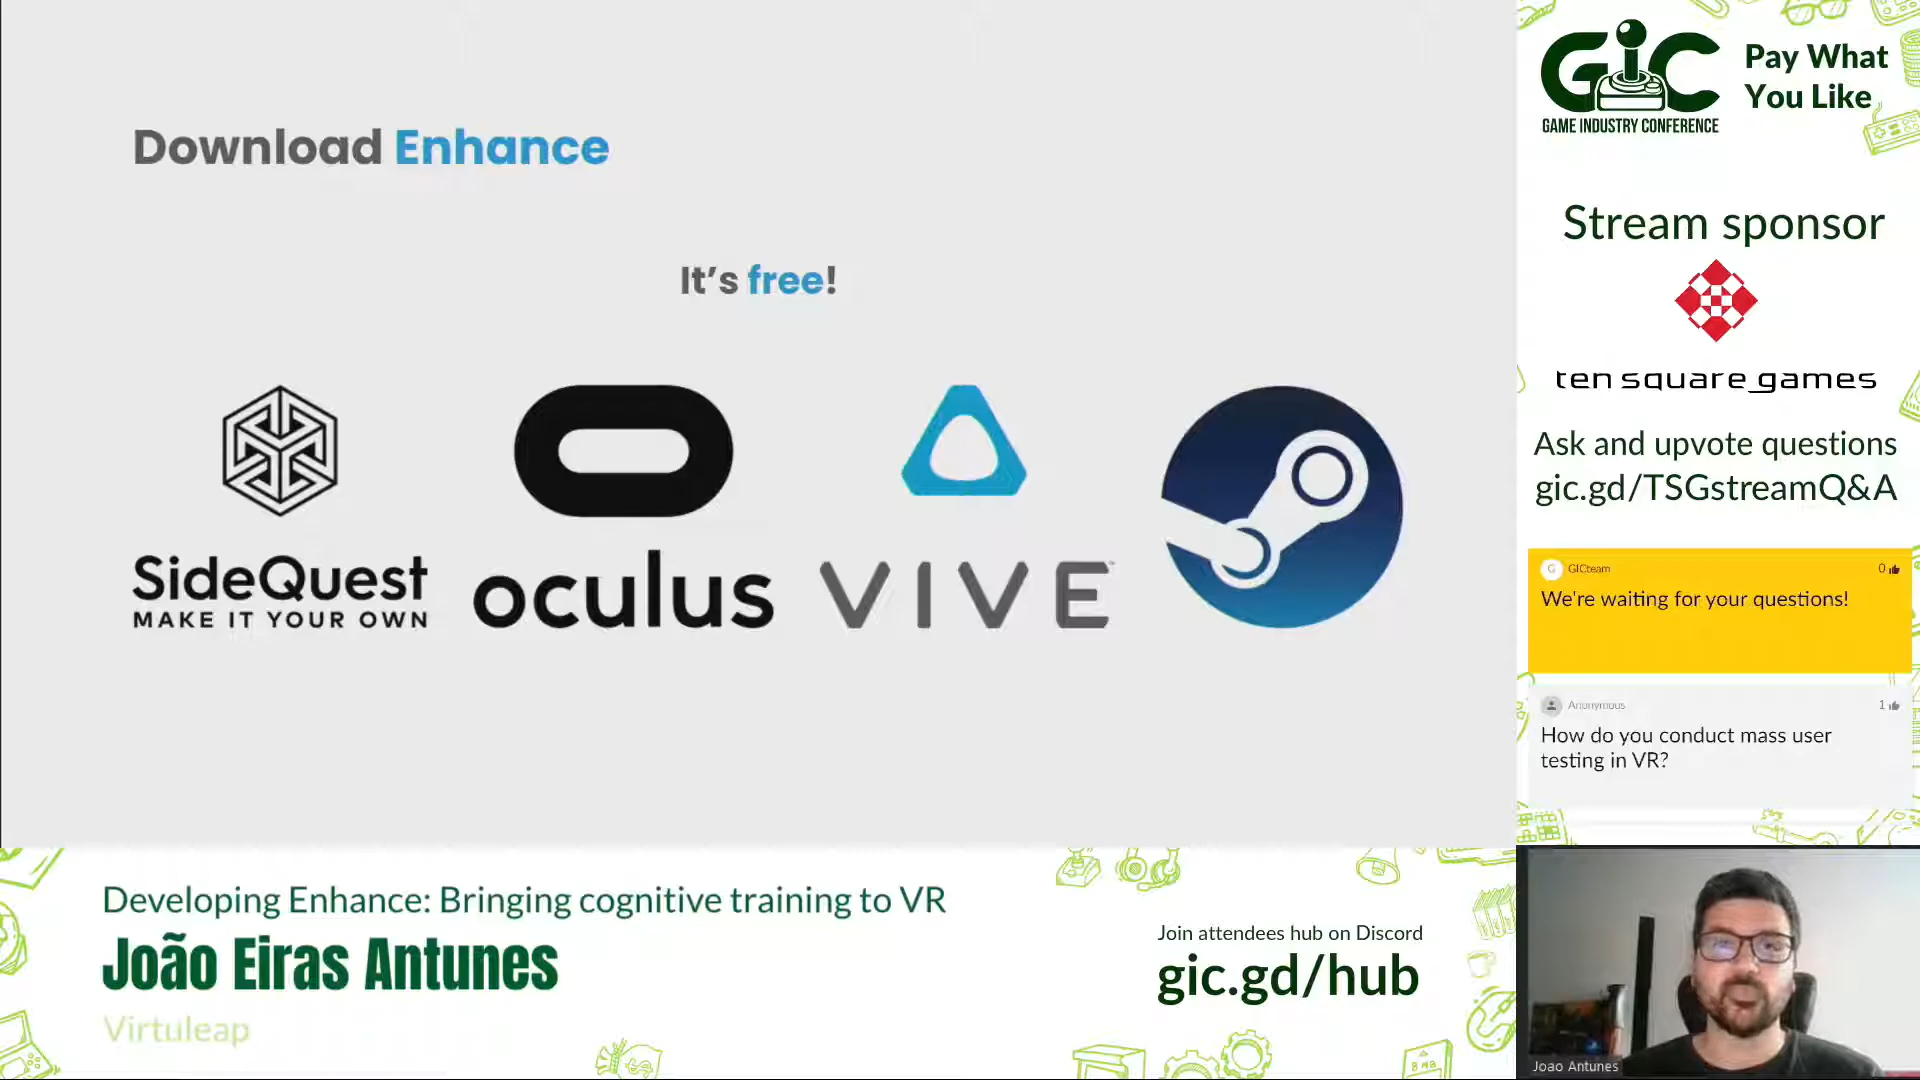 Download Enhance
It's free!
SideQuest
MAKE IT YOUR OWN
oculus
VIVE
GIC
GAME INDUSTRY CONFERENCE
Pay What
You Like
Stream sponsor
ten square games
Ask and upvote questions
gic.gd/TSGstreamQ&A
G
GICteam
0
We're waiting for your questions!
Anonymous
1
How do you conduct mass user
testing in VR?
Developing Enhance: Bringing cognitive training to VR
João Eiras Antunes
Virtuleap
Join attendees hub on Discord
gic.gd/hub
8 MB
Joao Antunes